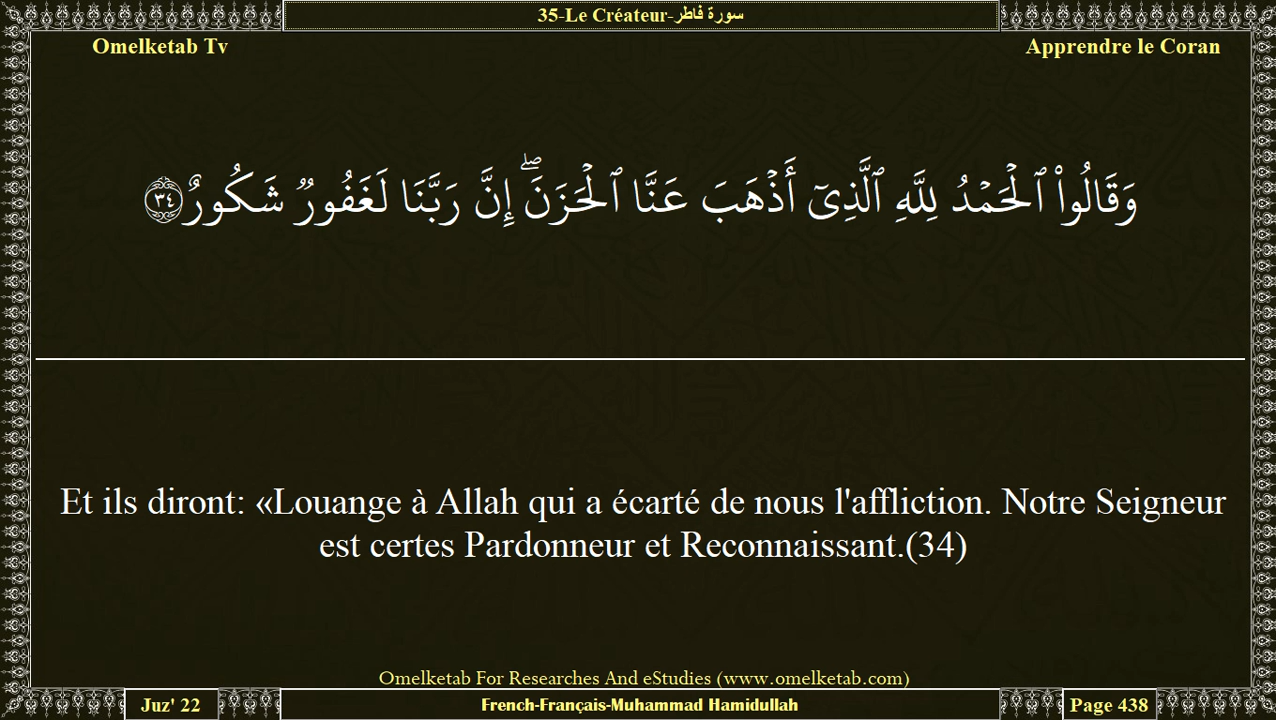 35-Le Créateur-سورة فاطر
Omelketab Tv
Apprendre le Coran
وَقَالُوا۟ ٱلْحَمْدُ لِلَّهِ ٱلَّذِىٓ أَذْهَبَ عَنَّا ٱلْحَزَنَ ۖ إِنَّ رَبَّنَا لَغَفُورٌ شَكُورٌ ٣٤
Et ils diront: «Louange à Allah qui a écarté de nous l'affliction. Notre Seigneur
est certes Pardonneur et Reconnaissant.(34)
Omelketab For Researches And eStudies (www.omelketab.com)
Juz' 22
French-Français-Muhammad Hamidullah
Page 438